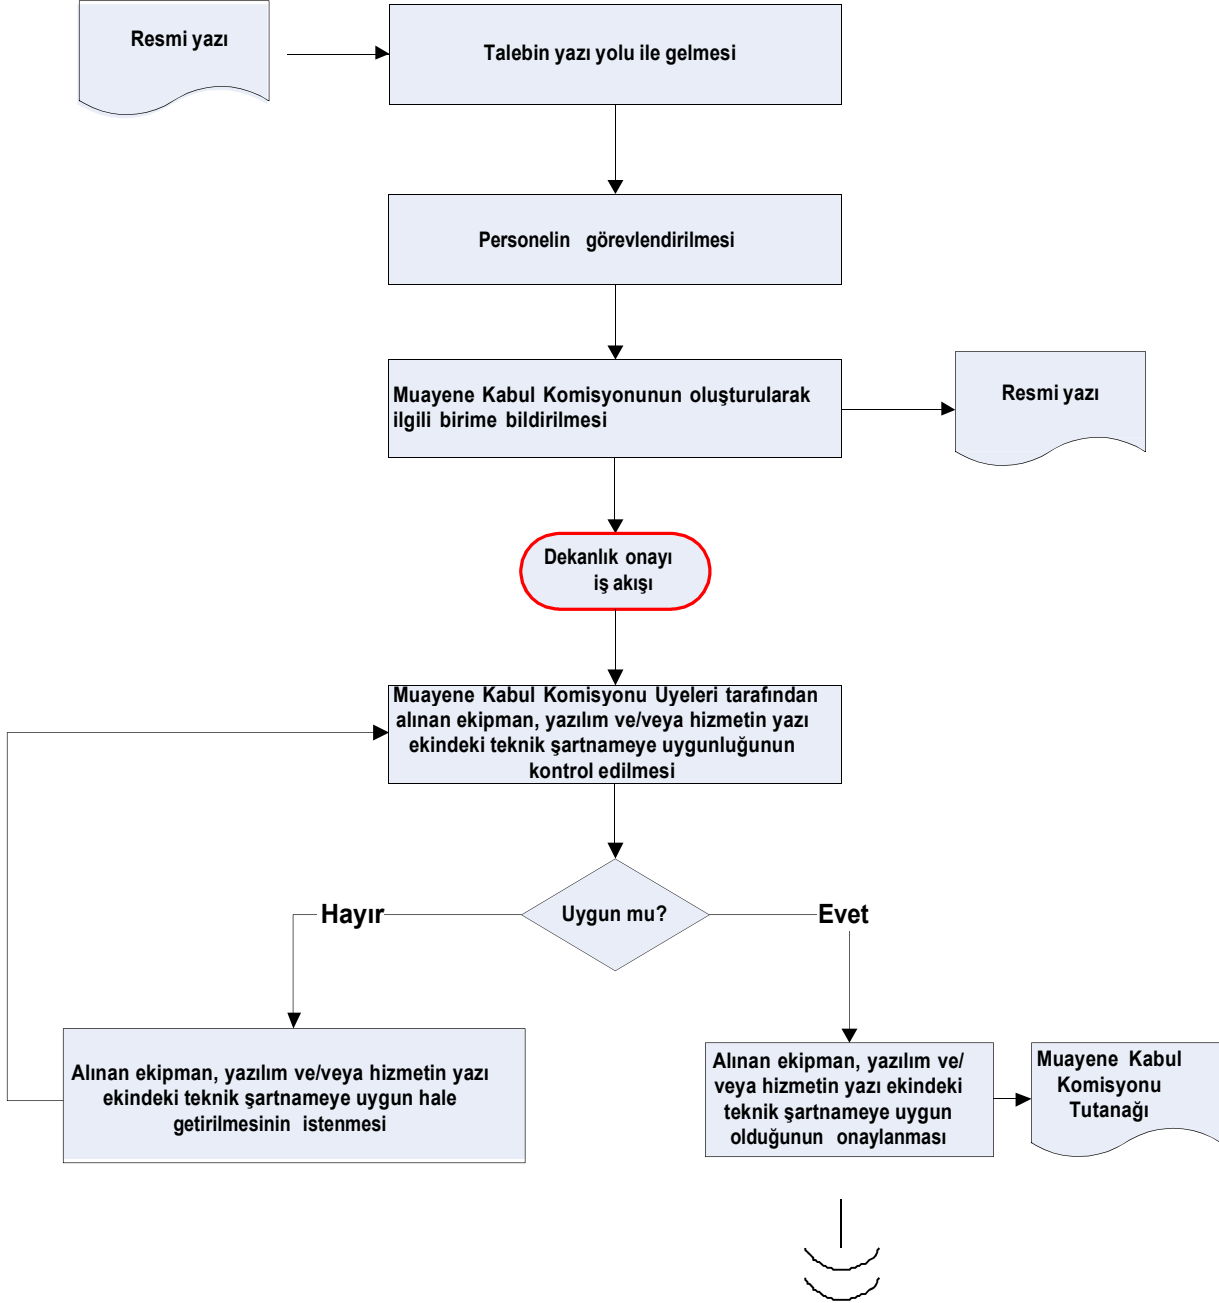 Resmi yazı
Talebin yazı yolu ile gelmesi
Personelin görevlendirilmesi
Muayene Kabul Komisyonunun oluşturularak
ilgili birime bildirilmesi
Resmi yazı
Dekanlık onayı
iş akışı
Muayene Kabul Komisyonu Uyeleri tarafından
alınan ekipman, yazılım ve/veya hizmetin yazı
ekindeki teknik şartnameye uygunluğunun
kontrol edilmesi
Uygun mu?
Hayır
Evet
Alınan ekipman, yazılım ve/veya hizmetin yazı
ekindeki teknik şartnameye uygun hale
getirilmesinin istenmesi
Alınan ekipman, yazılım ve/
veya hizmetin yazı ekindeki
teknik şartnameye uygun
olduğunun onaylanması
Muayene Kabul
Komisyonu
Tutanağı